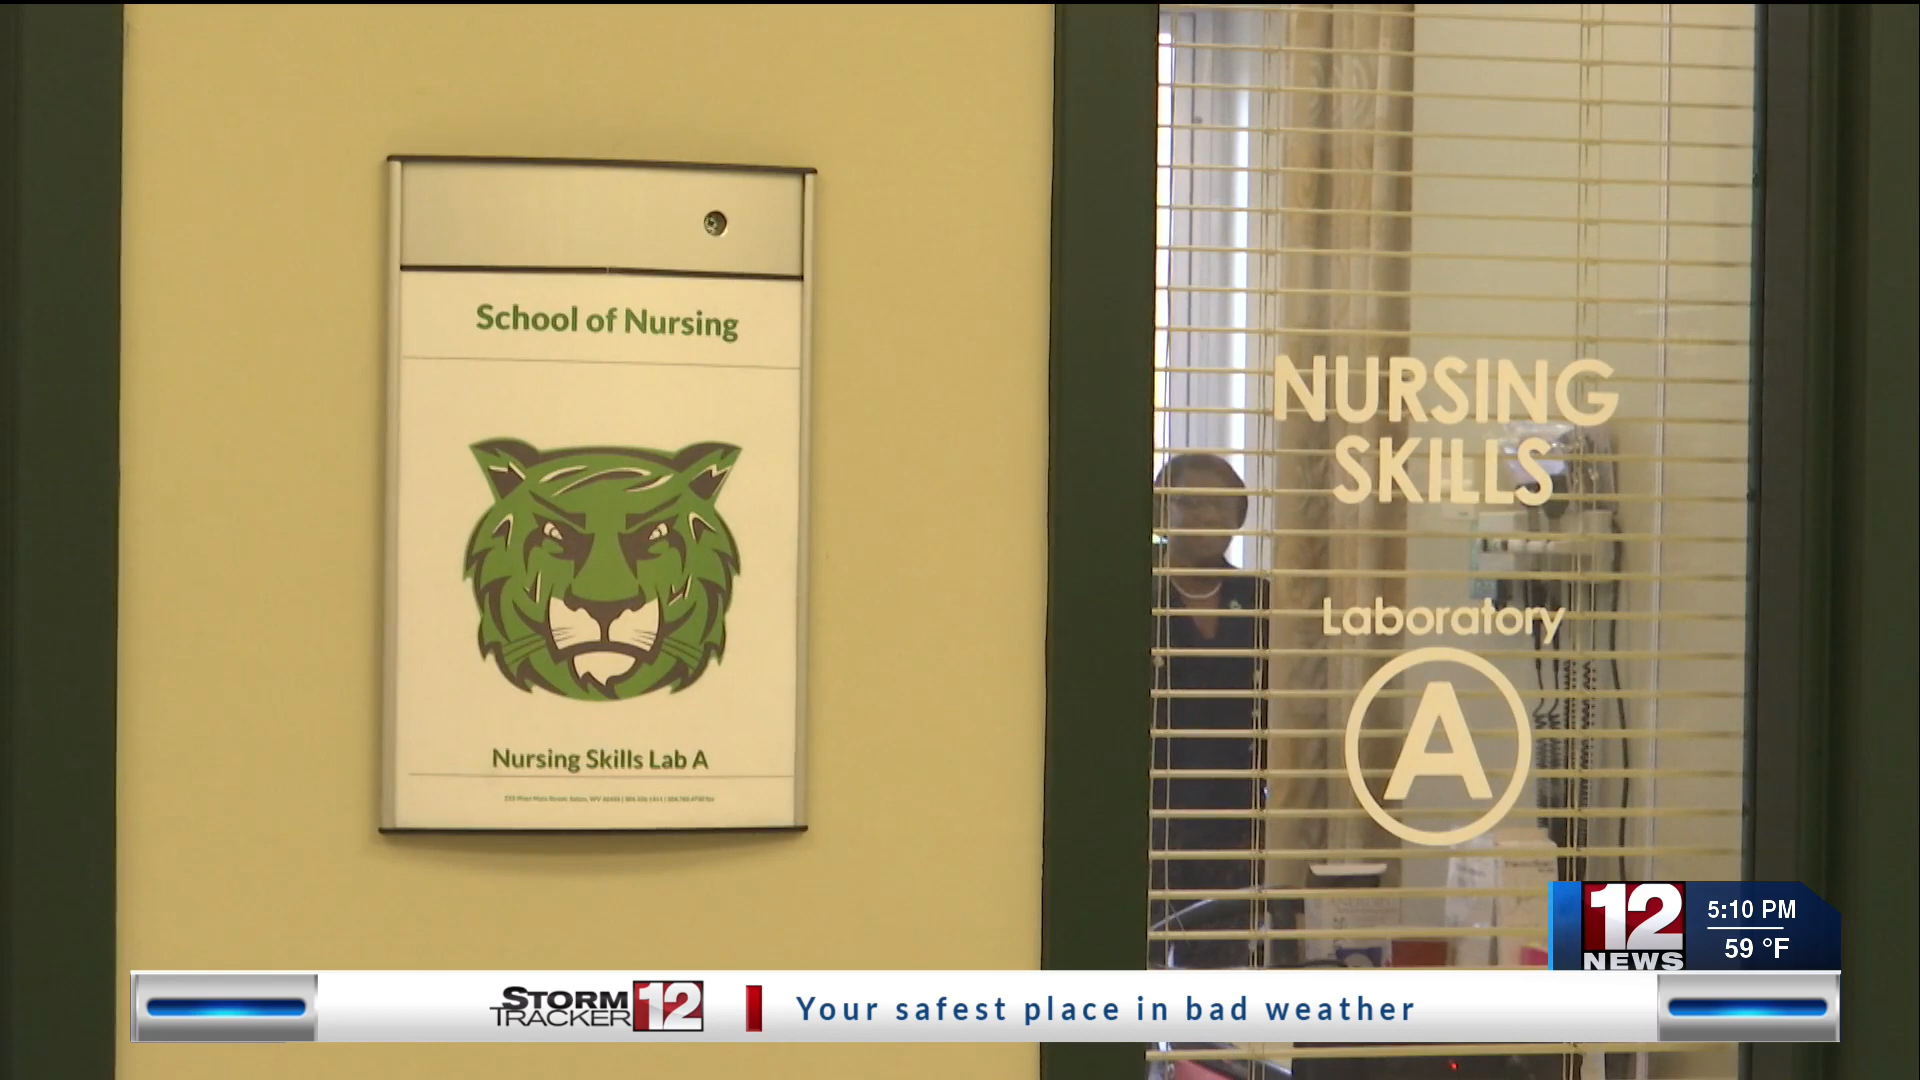 School of Nursing
Nursing Skills Lab A
NURSING
SKILLS
Laboratory
A
12
NEWS
5:10 PM
59 °F
STORM
TRACKER
12
Your safest place in bad weather